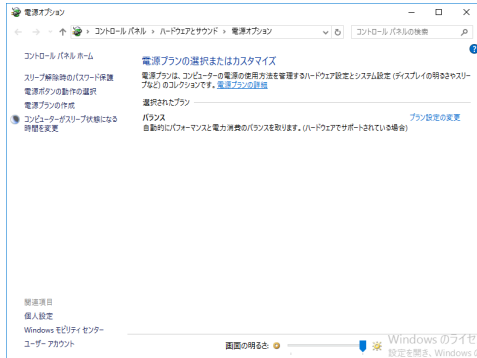 電源オプション
コントロール パネル › ハードウェアとサウンド › 電源オプション
コントロール パネルの検索
コントロール パネル ホーム
スリープ解除時のパスワード保護
電源ボタンの動作の選択
電源プランの作成
コンピューターがスリープ状態になる
時間を変更
電源プランの選択またはカスタマイズ
電源プランは、コンピューターの電源の使用方法を管理するハードウェア設定とシステム設定 (ディスプレイの明るさやスリー
プなど) のコレクションです。電源プランの詳細
選択されたプラン
バランス
プラン設定の変更
自動的にパフォーマンスと電力消費のバランスを取ります。(ハードウェアでサポートされている場合)
関連項目
個人設定
Windows モビリティ センター
ユーザー アカウント
画面の明るさ:
Windows のライセ
設定を開き、Windows